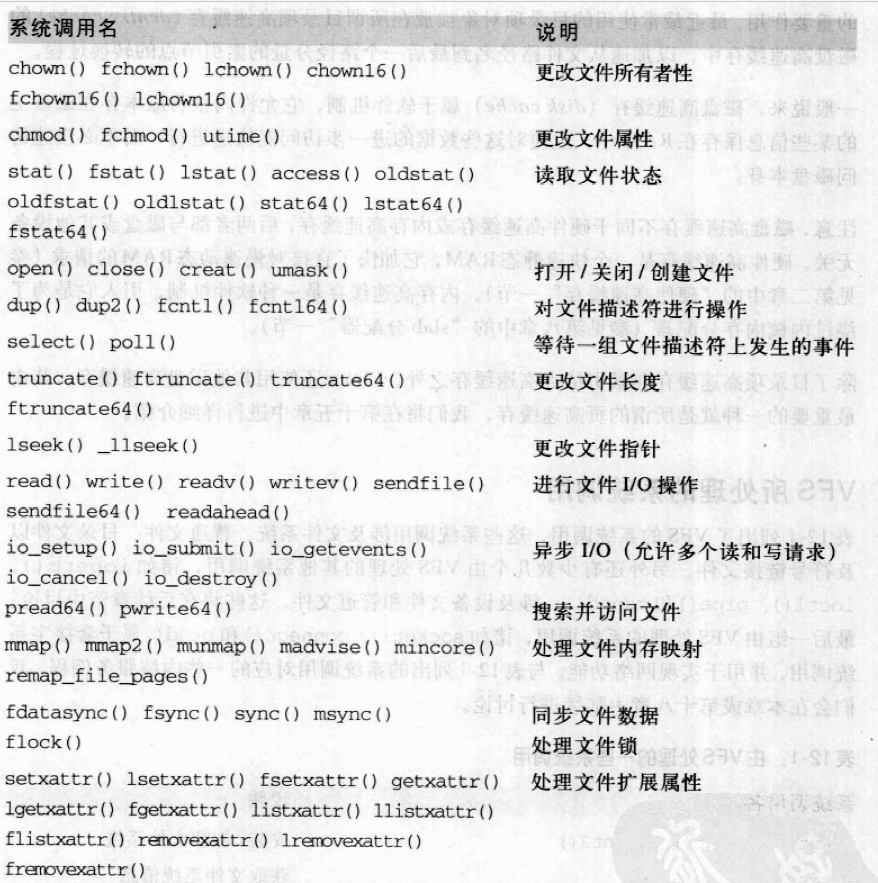 系统调用名 说明
chown() fchown() lchown() chown16() 更改文件所有者性
fchown16() lchown16()
chmod() fchmod() utime() 更改文件属性
stat() fstat() lstat() access() oldstat() 读取文件状态
oldfstat() oldlstat() stat64() lstat64()
fstat64()
open() close() creat() umask() 打开/关闭/创建文件
dup() dup2() fcntl() fcntl64() 对文件描述符进行操作
select() poll() 等待一组文件描述符上发生的事件
truncate() ftruncate() truncate64() 更改文件长度
ftruncate64()
lseek() _llseek() 更改文件指针
read() write() readv() writev() sendfile() 进行文件 I/O 操作
sendfile64() readahead()
io_setup() io_submit() io_getevents() 异步 I/O（允许多个读和写请求）
io_cancel() io_destroy()
pread64() pwrite64() 搜索并访问文件
mmap() mmap2() munmap() madvise() mincore() 处理文件内存映射
remap_file_pages()
fdatasync() fsync() sync() msync() 同步文件数据
flock() 处理文件锁
setxattr() lsetxattr() fsetxattr() getxattr() 处理文件扩展属性
lgetxattr() fgetxattr() listxattr() llistxattr()
flistxattr() removexattr() lremovexattr()
fremovexattr()